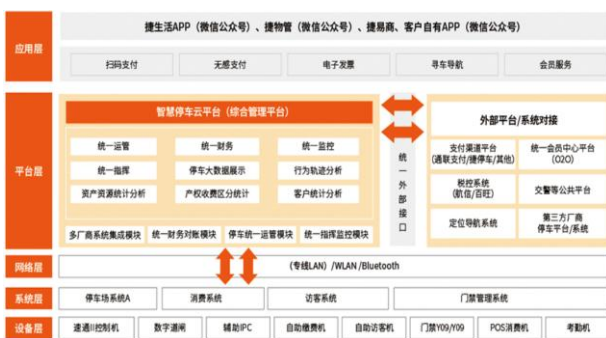 应用层
捷生活APP（微信公众号）、捷物管（微信公众号）、捷易商、客户自有APP（微信公众号）
扫码支付
无感支付
电子发票
寻车导航
会员服务
平台层
智慧停车云平台（综合管理平台）
统一运管
统一财务
统一监控
统一指挥
停车大数据展示
行为轨迹分析
资产资源统计分析
产权收费区分统计
客户统计分析
多厂商系统集成模块
统一财务对账模块
停车统一运管模块
统一指挥监控模块
统一外部接口
外部平台/系统对接
支付渠道平台
（通联支付/捷停车/其他）
统一会员中心平台
（O2O）
税控系统
（航信/百旺）
交警等公共平台
定位导航系统
第三方厂商
停车平台/系统
网络层
（专线LAN）/WLAN /Bluetooth
系统层
停车场系统A
消费系统
访客系统
门禁管理系统
设备层
速通II控制机
数字道闸
辅助IPC
自助缴费机
自助访客机
门禁Y09/Y09
POS消费机
考勤机